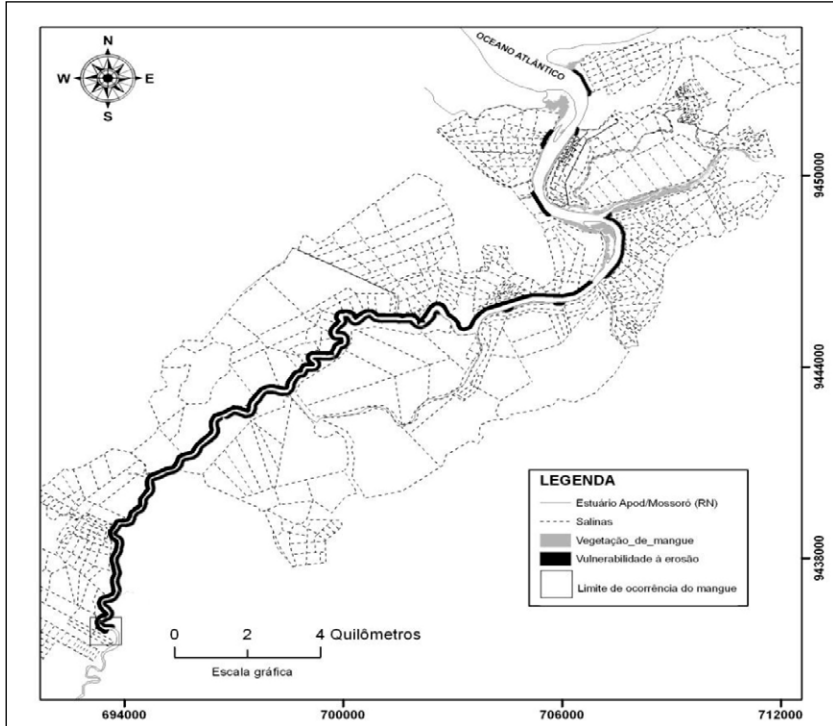 N
W E
S
OCEANO ATLÂNTICO
9450000
9444000
9438000
LEGENDA
Estuário Apod/Mossoró (RN)
Salinas
Vegetação_de_mangue
Vulnerabilidade à erosão
Limite de ocorrência do mangue
0 2 4 Quilômetros
Escala gráfica
694000 700000 706000 712000